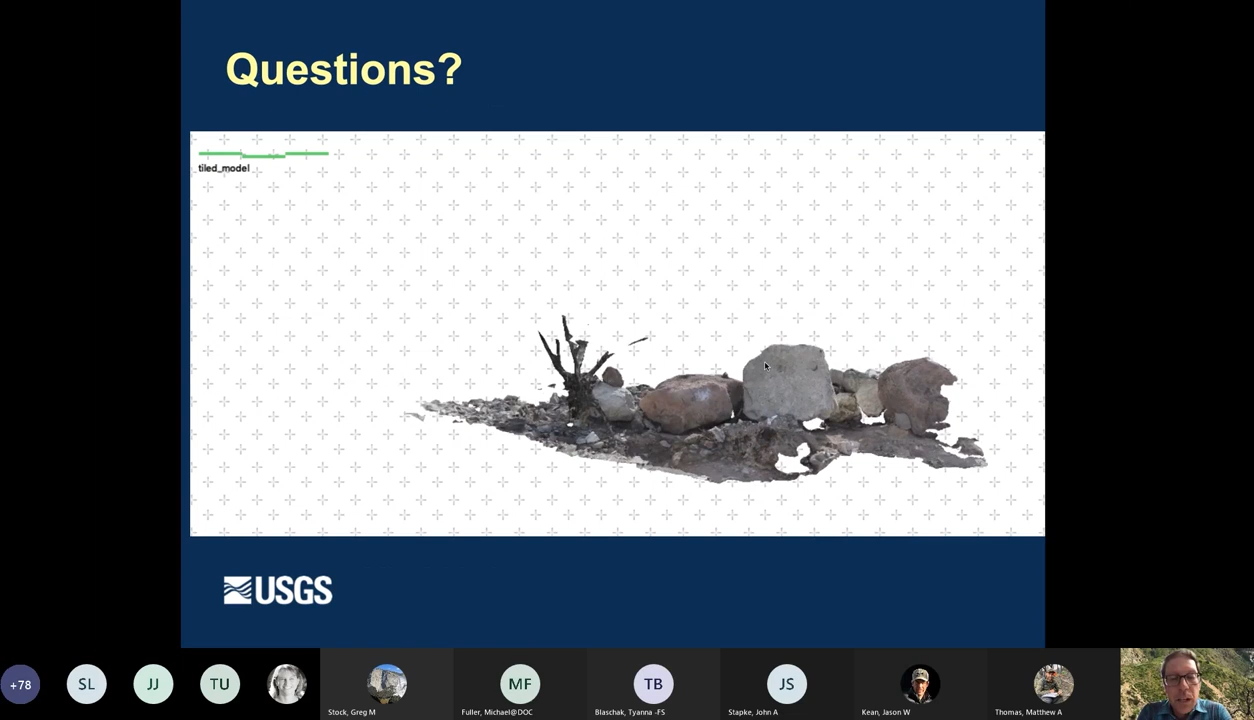 Questions?
tiled_model
USGS
+78
SL
JJ
TU
MF
TB
JS
Stock, Greg M
Fuller, Michael@DOC
Blaschak, Tyanna -FS
Stapke, John A
Kean, Jason W
Thomas, Matthew A